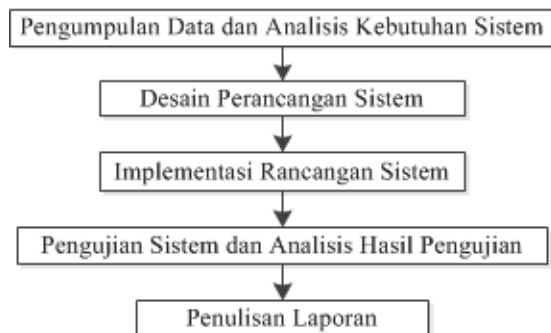 Pengumpulan Data dan Analisis Kebutuhan Sistem
Desain Perancangan Sistem
Implementasi Rancangan Sistem
Pengujian Sistem dan Analisis Hasil Pengujian
Penulisan Laporan